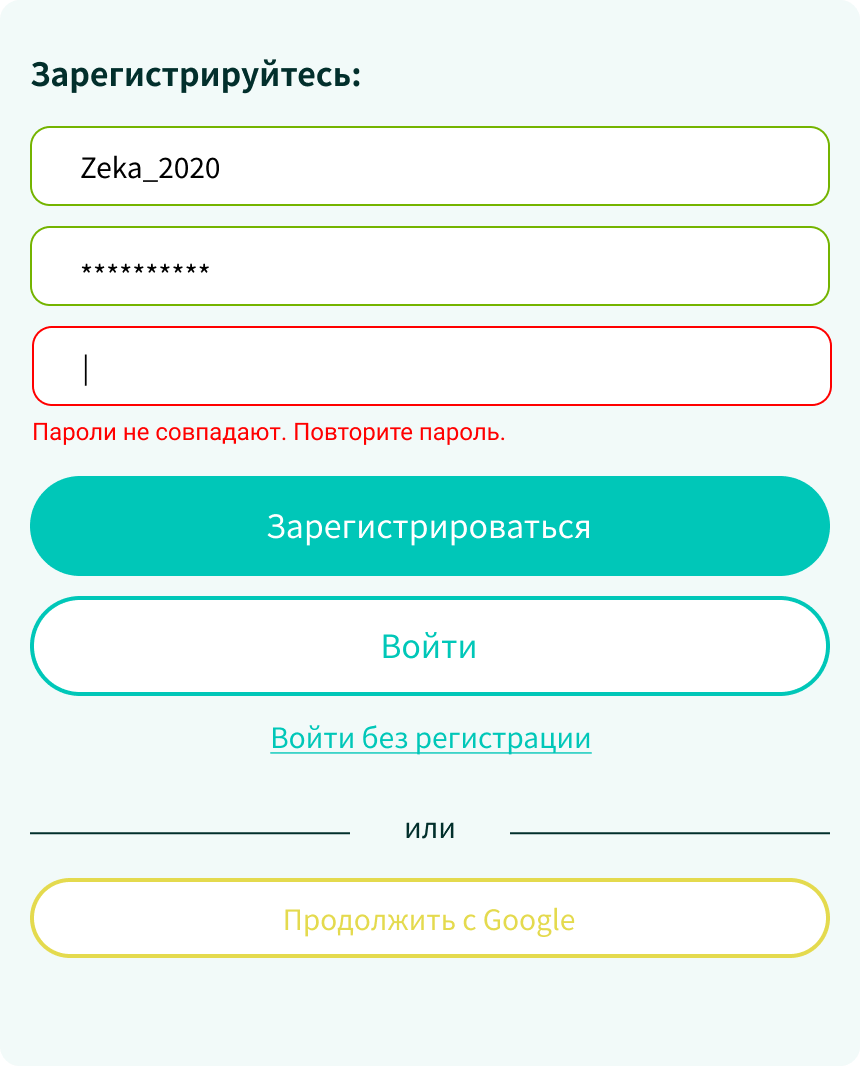 Зарегистрируйтесь:
Zeka_2020
**********
Пароли не совпадают. Повторите пароль.
Зарегистрироваться
Войти
Войти без регистрации
или
Продолжить с Google